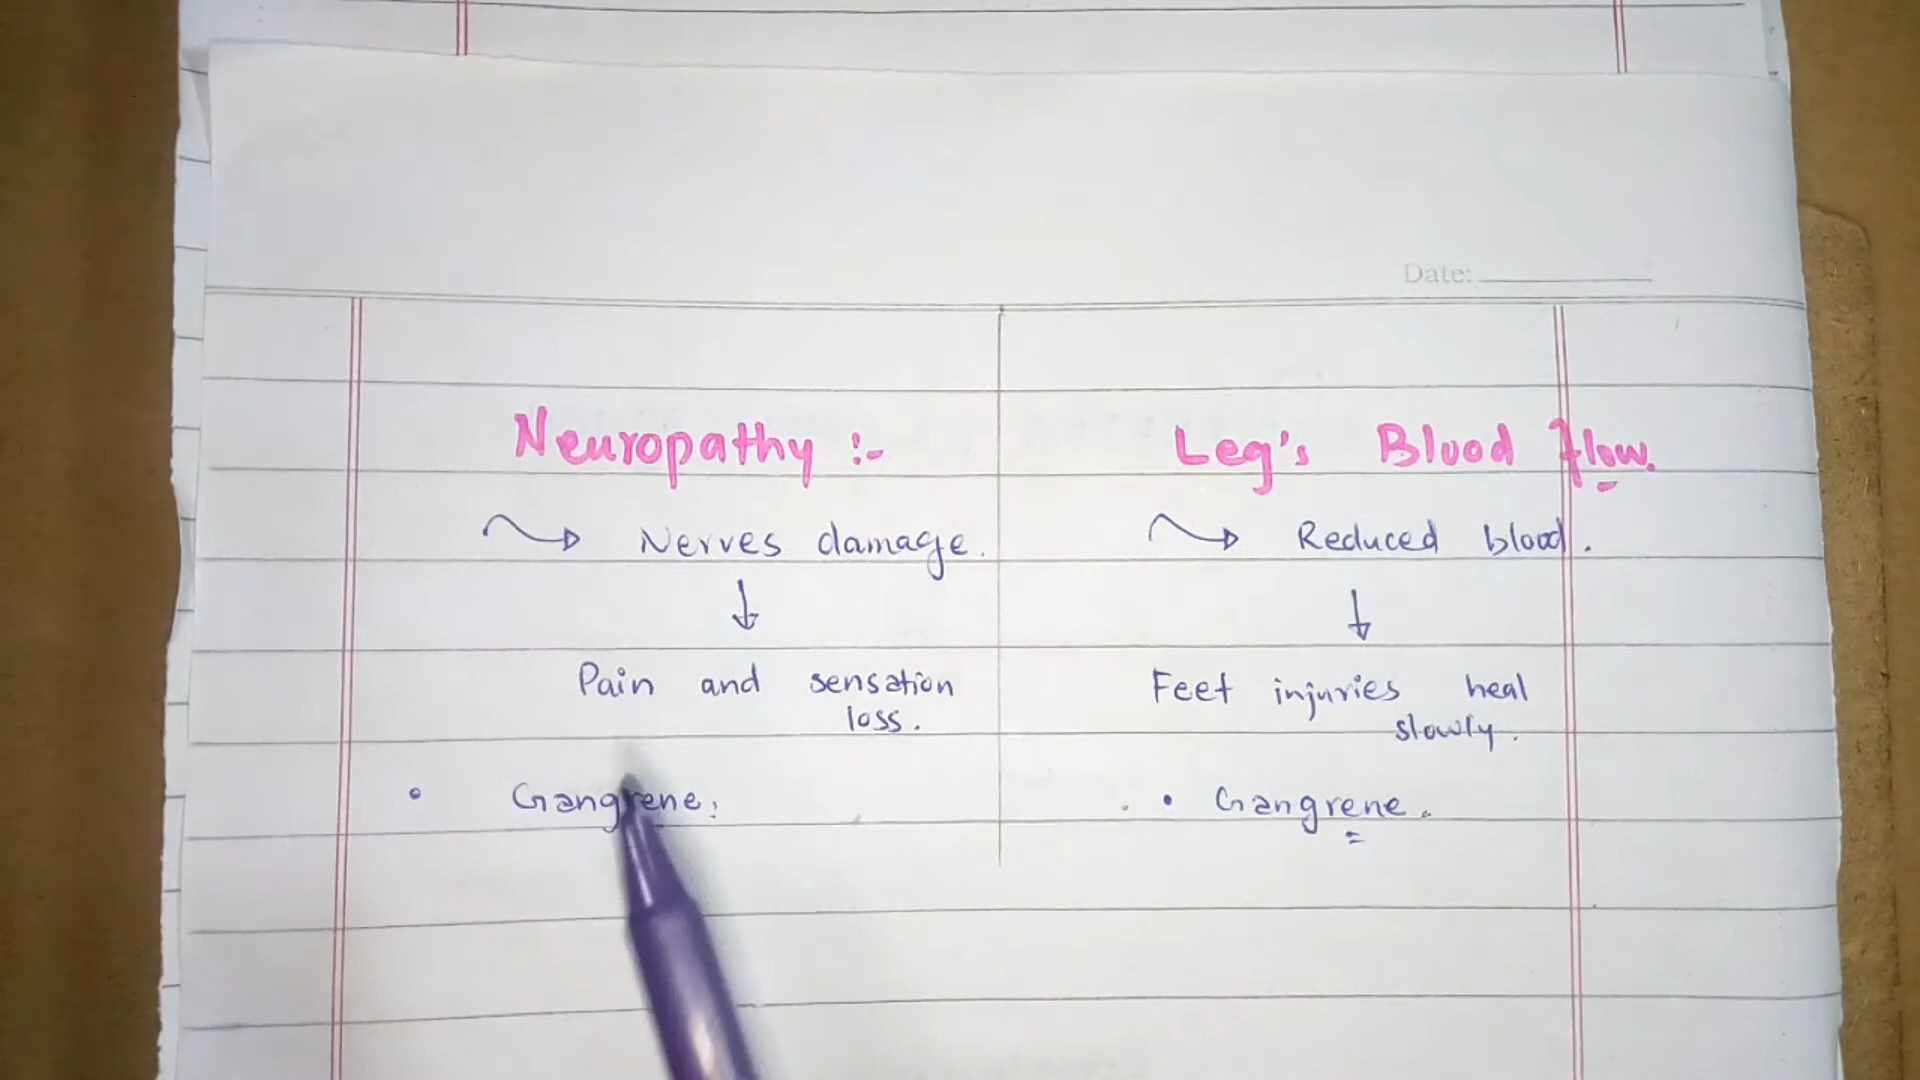 Date:
Neuropathy :-
Nerves damage.
Pain and sensation
loss.
• Gangrene.
Leg's Blood flow.
Reduced blood.
Feet injuries heal
slowly.
• Gangrene.